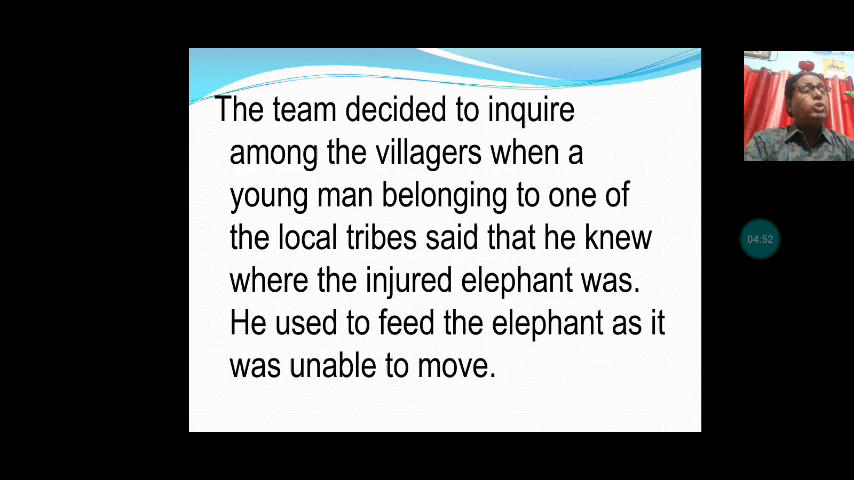 The team decided to inquire
among the villagers when a
young man belonging to one of
the local tribes said that he knew
where the injured elephant was.
He used to feed the elephant as it
was unable to move.
04:52